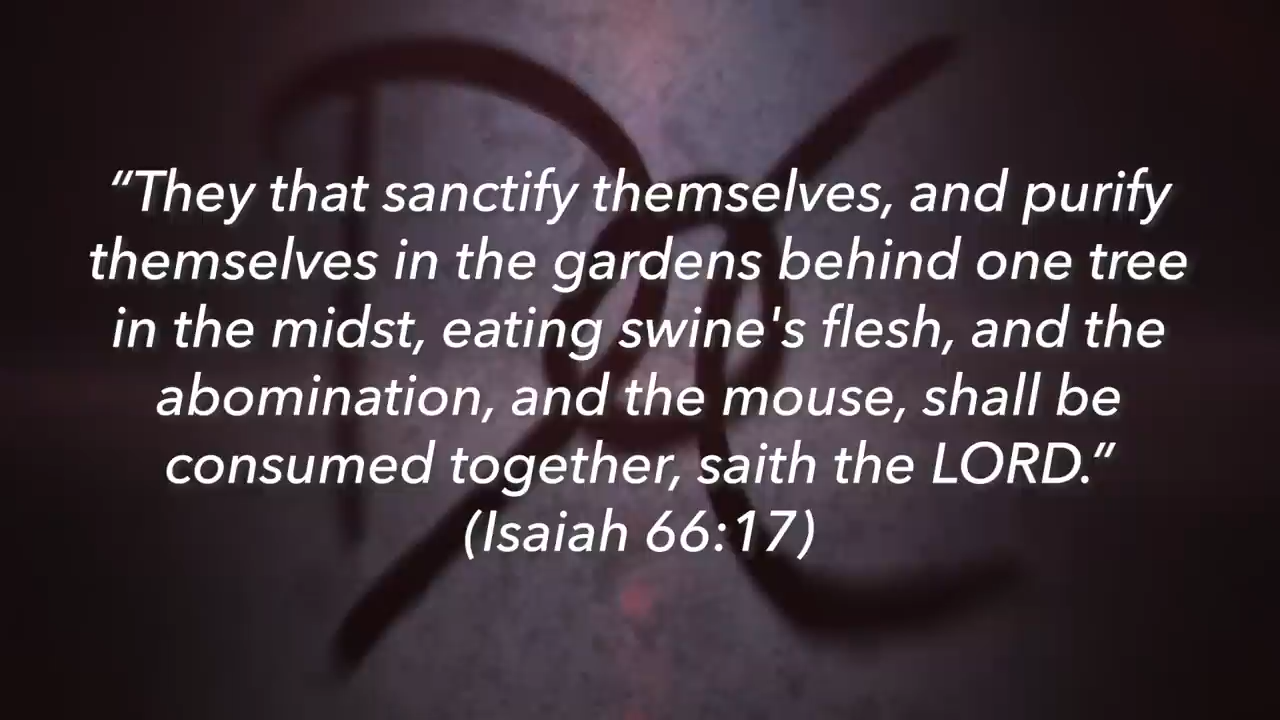 “They that sanctify themselves, and purify
themselves in the gardens behind one tree
in the midst, eating swine's flesh, and the
abomination, and the mouse, shall be
consumed together, saith the LORD.”
(Isaiah 66:17)